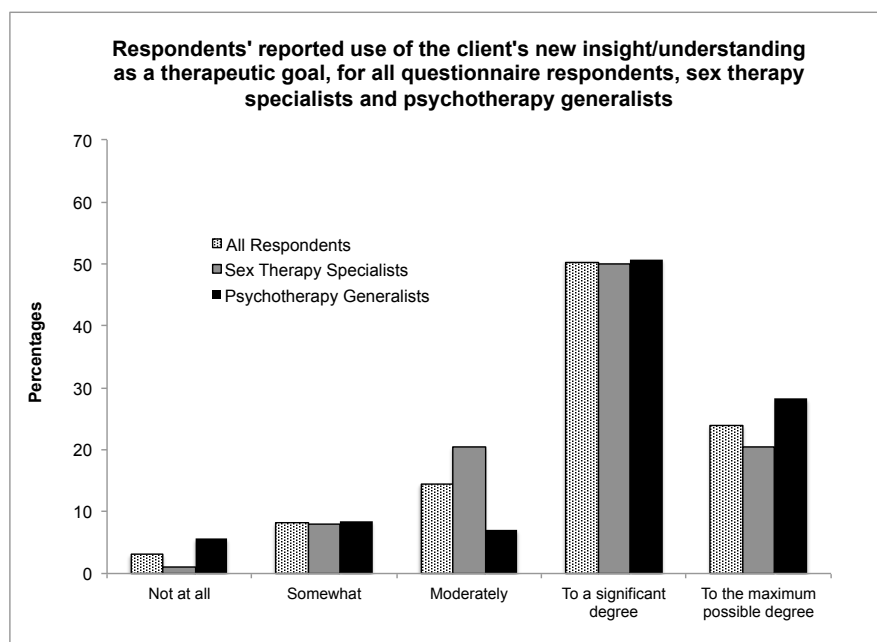 Respondents' reported use of the client's new insight/understanding
as a therapeutic goal, for all questionnaire respondents, sex therapy
specialists and psychotherapy generalists
70
60
50
40
30
20
10
0
Percentages
All Respondents
Sex Therapy Specialists
Psychotherapy Generalists
Not at all
Somewhat
Moderately
To a significant
degree
To the maximum
possible degree